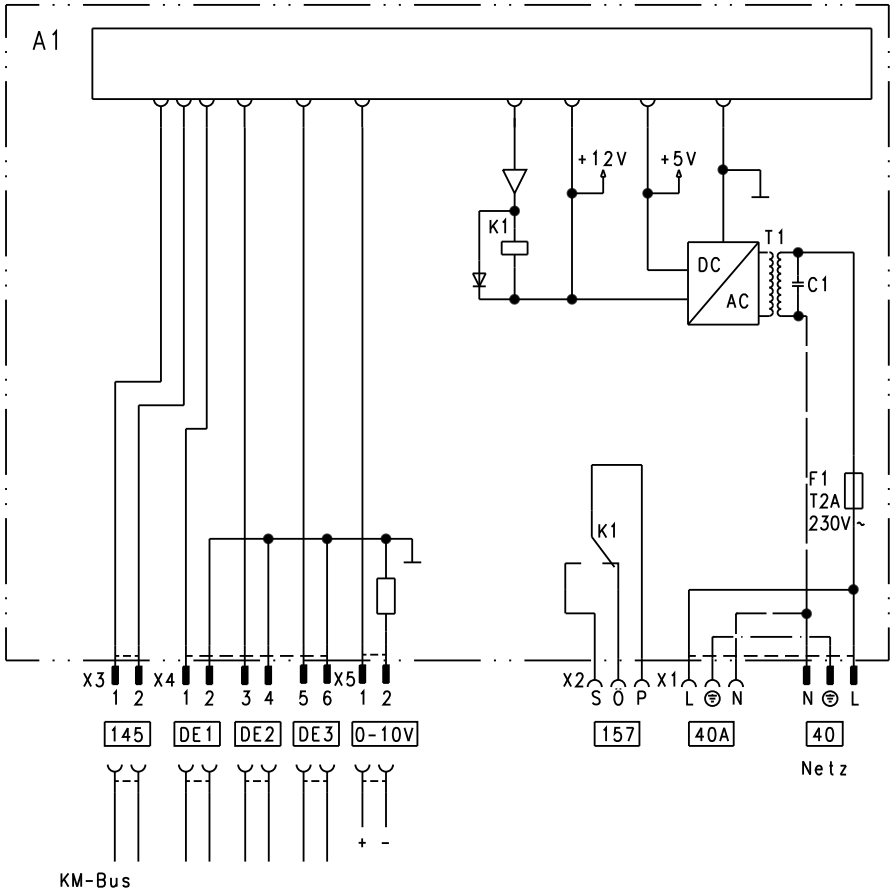 A1
+12V +5V
K1 T1
DC
AC C1
F1
T2A
230V~
K1
X3 X4 X5 X2 X1
1 2 1 2 3 4 5 6 1 2 S Ö P L N N L
145 DE1 DE2 DE3 0-10V 157 40A 40
Netz
+ -
KM-Bus